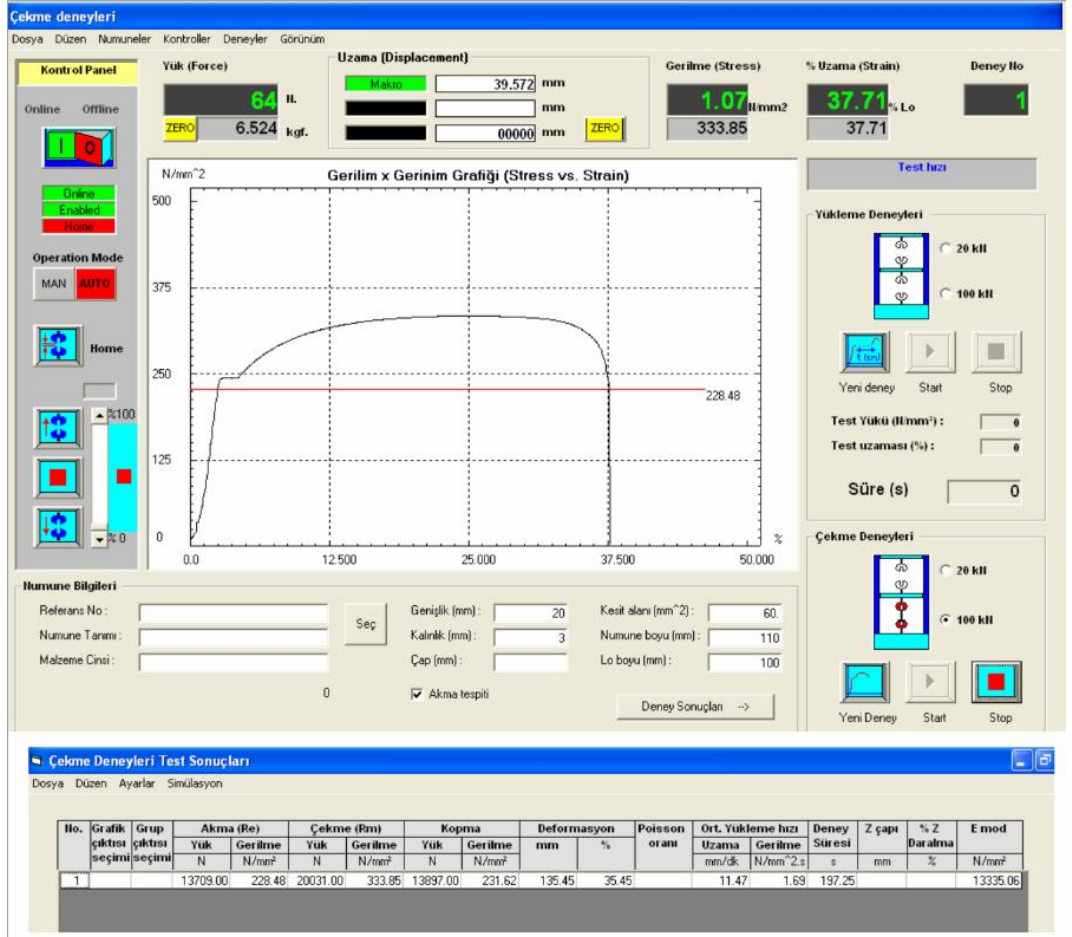 Çekme deneyleri
Dosya Düzen Numuneler Kontroller Deneyler Görünüm
Kontrol Panel
Online Offline
I O
Online
Enabled
Home
Operation Mode
MAN AUTO
Home
%100
% 0
Yük (Force)
64 N.
ZERO 6.524 kgf.
Uzama (Displacement)
Makro 39.572 mm
mm
00000 mm ZERO
Gerilme (Stress)
1.07 N/mm2
333.85
% Uzama (Strain)
37.71 % Lo
37.71
Deney No
1
N/mm^2 Gerilim x Gerinim Grafiği (Stress vs. Strain)
500
375
250
228.48
125
0 %
0.0 12.500 25.000 37.500 50.000
Test hızı
Yükleme Deneyleri
20 kN
100 kN
t (sn)
Yeni deney Start Stop
Test Yükü (N/mm²) : 0
Test uzaması (%) : 0
Süre (s) 0
Çekme Deneyleri
20 kN
100 kN
Yeni Deney Start Stop
Numune Bilgileri
Referans No : Seç Genişlik (mm) : 20 Kesit alanı (mm^2) : 60.
Numune Tanımı : Kalınlık (mm) : 3 Numune boyu (mm) : 110
Malzeme Cinsi : Çap (mm) : Lo boyu (mm) : 100
0 Akma tespiti Deney Sonuçları -->
Çekme Deneyleri Test Sonuçları
Dosya Düzen Ayarlar Simülasyon
No. Grafik Grup Akma (Re) Çekme (Rm) Kopma Deformasyon Poisson Ort. Yükleme hızı Deney Z çapı % Z E mod
çıktısı çıktısı Yük Gerilme Yük Gerilme Yük Gerilme mm % oranı Uzama Gerilme Süresi Daralma
seçimi seçimi N N/mm² N N/mm² N N/mm² mm/dk N/mm^2.s s mm % N/mm²
1 13709.00 228.48 20031.00 333.85 13897.00 231.62 135.45 35.45 11.47 1.69 197.25 13335.06